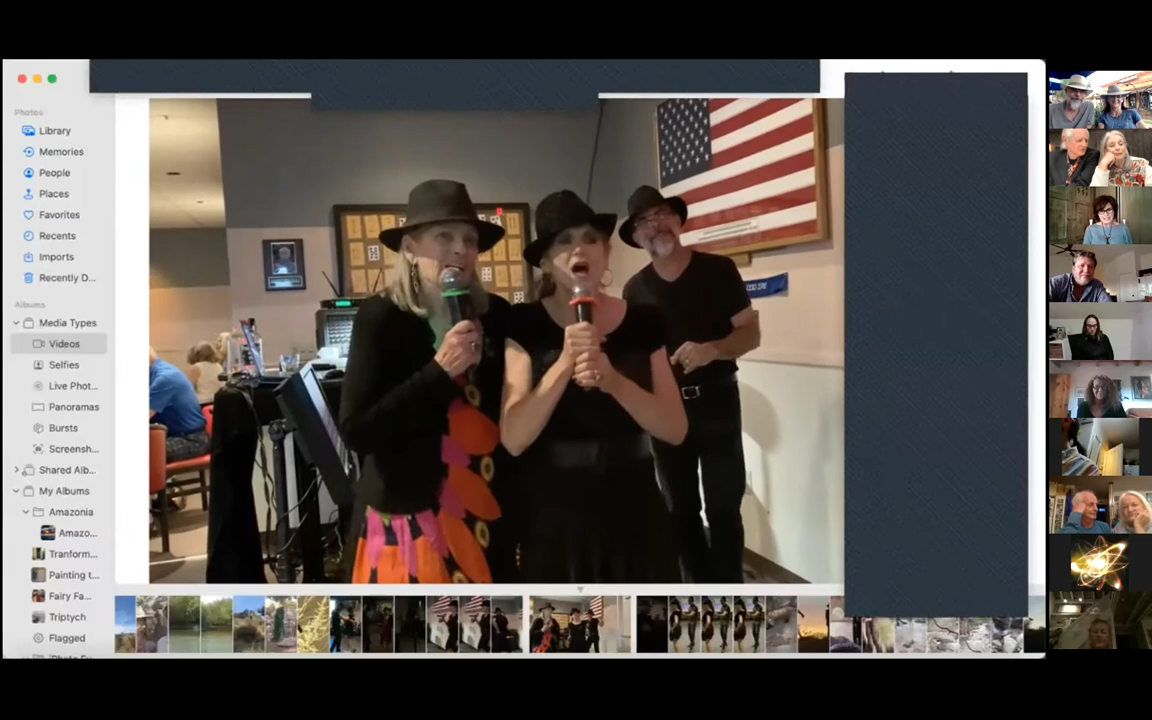 Photos
Library
Memories
People
Places
Favorites
Recents
Imports
Recently D...
Albums
Media Types
Videos
Selfies
Live Phot...
Panoramas
Bursts
Screensh...
Shared Alb...
My Albums
Amazonia
Amazo...
Tranform...
Painting t...
Fairy Fa...
Triptych
Flagged